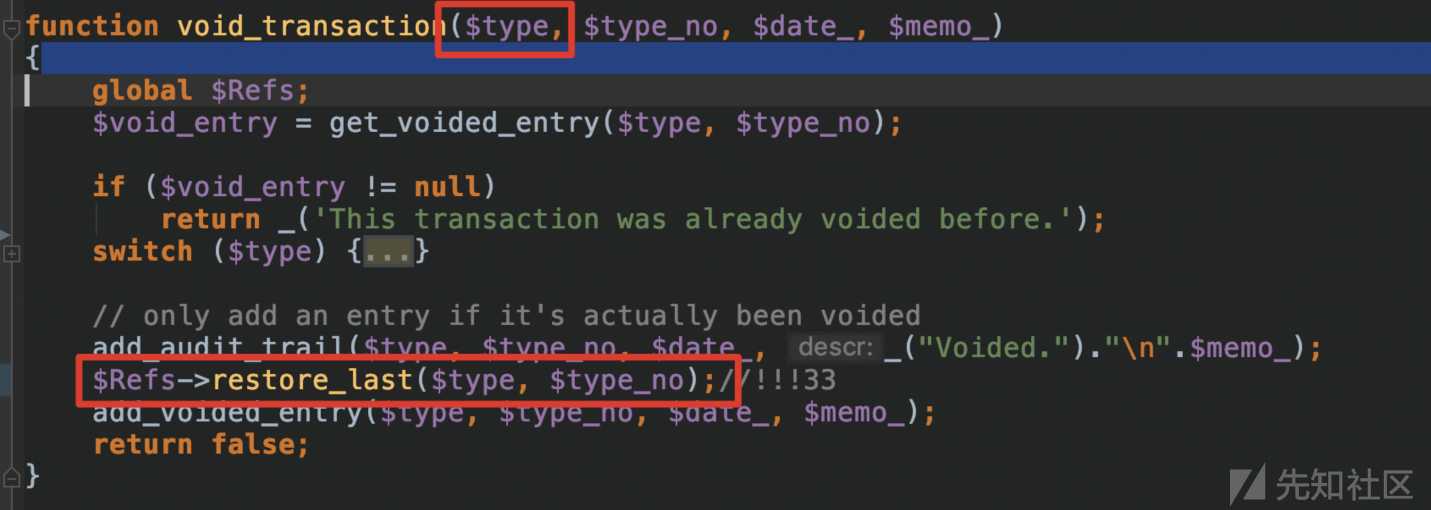 function void_transaction($type, $type_no, $date_, $memo_)
{
global $Refs;
$void_entry = get_voided_entry($type, $type_no);
if ($void_entry != null)
return _('This transaction was already voided before.');
switch ($type) {...}
// only add an entry if it's actually been voided
add_audit_trail($type, $type_no, $date_, descr: _("Voided.")."\n".$memo_);
$Refs->restore_last($type, $type_no);//!!!33
add_voided_entry($type, $type_no, $date_, $memo_);
return false;
}
先知社区